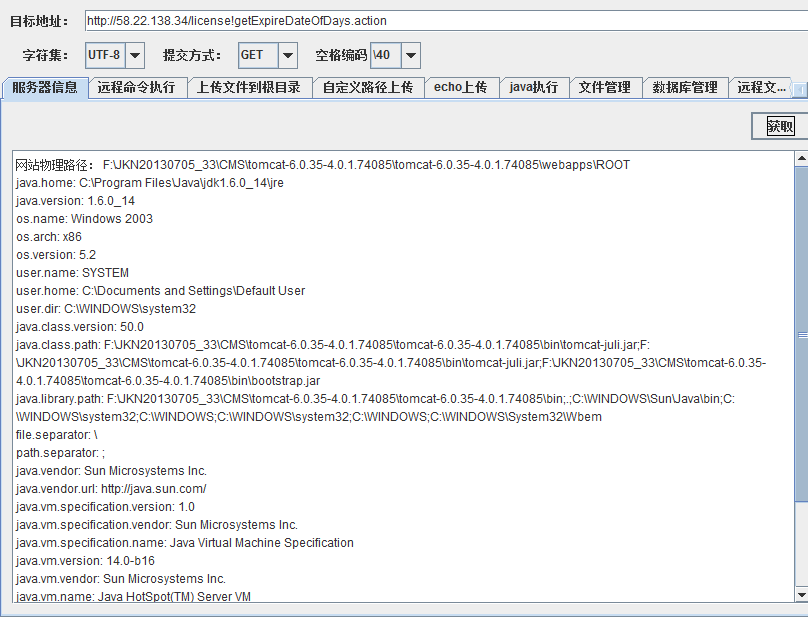 目标地址： http://58.22.138.34/license!getExpireDateOfDays.action
字符集： UTF-8 提交方式： GET 空格编码 \40
服务器信息 远程命令执行 上传文件到根目录 自定义路径上传 echo上传 java执行 文件管理 数据库管理 远程文...
获取
网站物理路径： F:\JKN20130705_33\CMS\tomcat-6.0.35-4.0.1.74085\tomcat-6.0.35-4.0.1.74085\webapps\ROOT
java.home: C:\Program Files\Java\jdk1.6.0_14\jre
java.version: 1.6.0_14
os.name: Windows 2003
os.arch: x86
os.version: 5.2
user.name: SYSTEM
user.home: C:\Documents and Settings\Default User
user.dir: C:\WINDOWS\system32
java.class.version: 50.0
java.class.path: F:\JKN20130705_33\CMS\tomcat-6.0.35-4.0.1.74085\tomcat-6.0.35-4.0.1.74085\bin\tomcat-juli.jar;F:
\JKN20130705_33\CMS\tomcat-6.0.35-4.0.1.74085\tomcat-6.0.35-4.0.1.74085\bin\tomcat-juli.jar;F:\JKN20130705_33\CMS\tomcat-6.0.35-
4.0.1.74085\tomcat-6.0.35-4.0.1.74085\bin\bootstrap.jar
java.library.path: F:\JKN20130705_33\CMS\tomcat-6.0.35-4.0.1.74085\tomcat-6.0.35-4.0.1.74085\bin;.;C:\WINDOWS\Sun\Java\bin;C:
\WINDOWS\system32;C:\WINDOWS;C:\WINDOWS\system32;C:\WINDOWS;C:\WINDOWS\System32\Wbem
file.separator: \
path.separator: ;
java.vendor: Sun Microsystems Inc.
java.vendor.url: http://java.sun.com/
java.vm.specification.version: 1.0
java.vm.specification.vendor: Sun Microsystems Inc.
java.vm.specification.name: Java Virtual Machine Specification
java.vm.version: 14.0-b16
java.vm.vendor: Sun Microsystems Inc.
java.vm.name: Java HotSpot(TM) Server VM